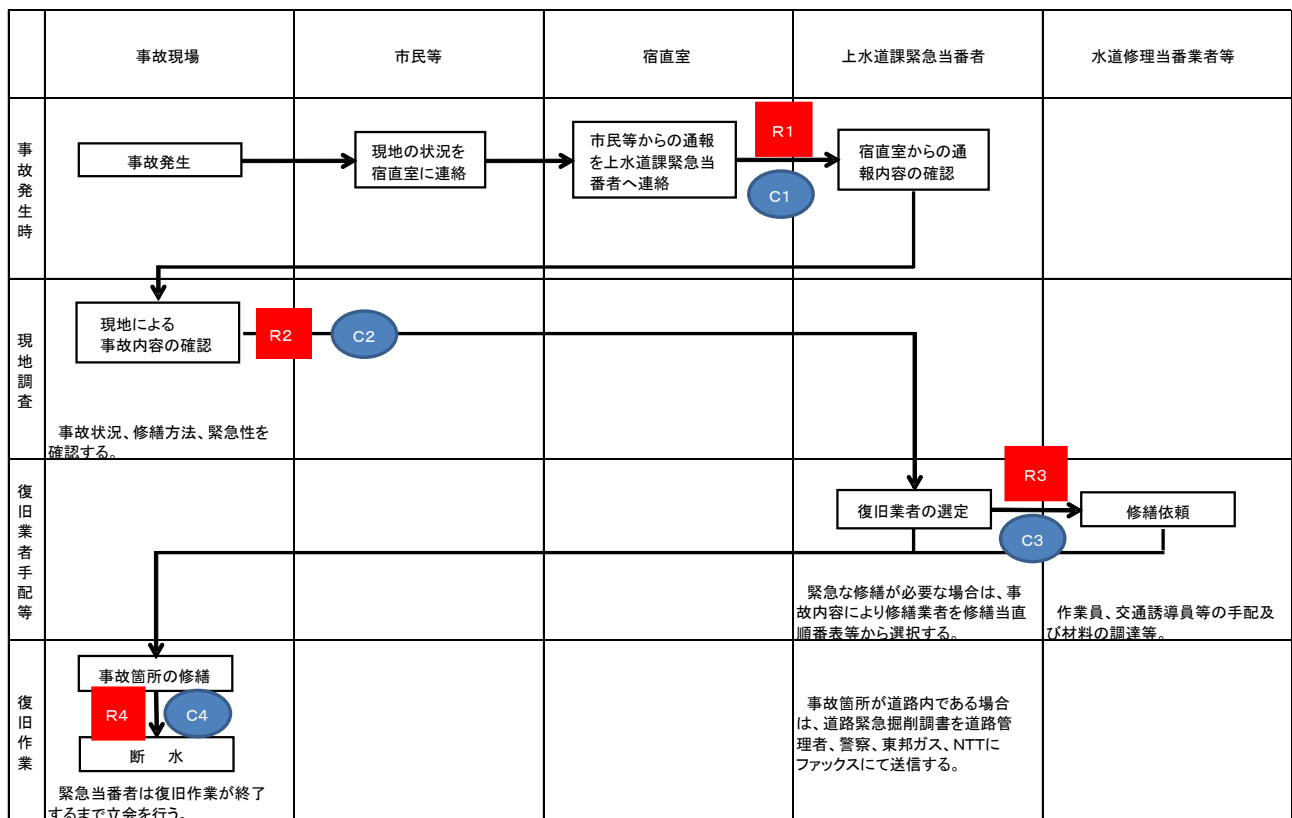 事故現場
市民等
宿直室
上水道課緊急当番者
水道修理当番業者等
事故発生時
事故発生
現地の状況を
宿直室に連絡
市民等からの通報
を上水道課緊急当
番者へ連絡
R1
C1
宿直室からの通
報内容の確認
現地調査
現地による
事故内容の確認
R2
C2
事故状況、修繕方法、緊急性を
確認する。
復旧業者手配等
復旧業者の選定
R3
C3
修繕依頼
緊急な修繕が必要な場合は、事
故内容により修繕業者を修繕当直
順番表等から選択する。
作業員、交通誘導員等の手配及
び材料の調達等。
復旧作業
事故箇所の修繕
R4
C4
断 水
緊急当番者は復旧作業が終了
するまで立会を行う。
事故箇所が道路内である場合
は、道路緊急掘削調書を道路管
理者、警察、東邦ガス、NTTに
ファックスにて送信する。